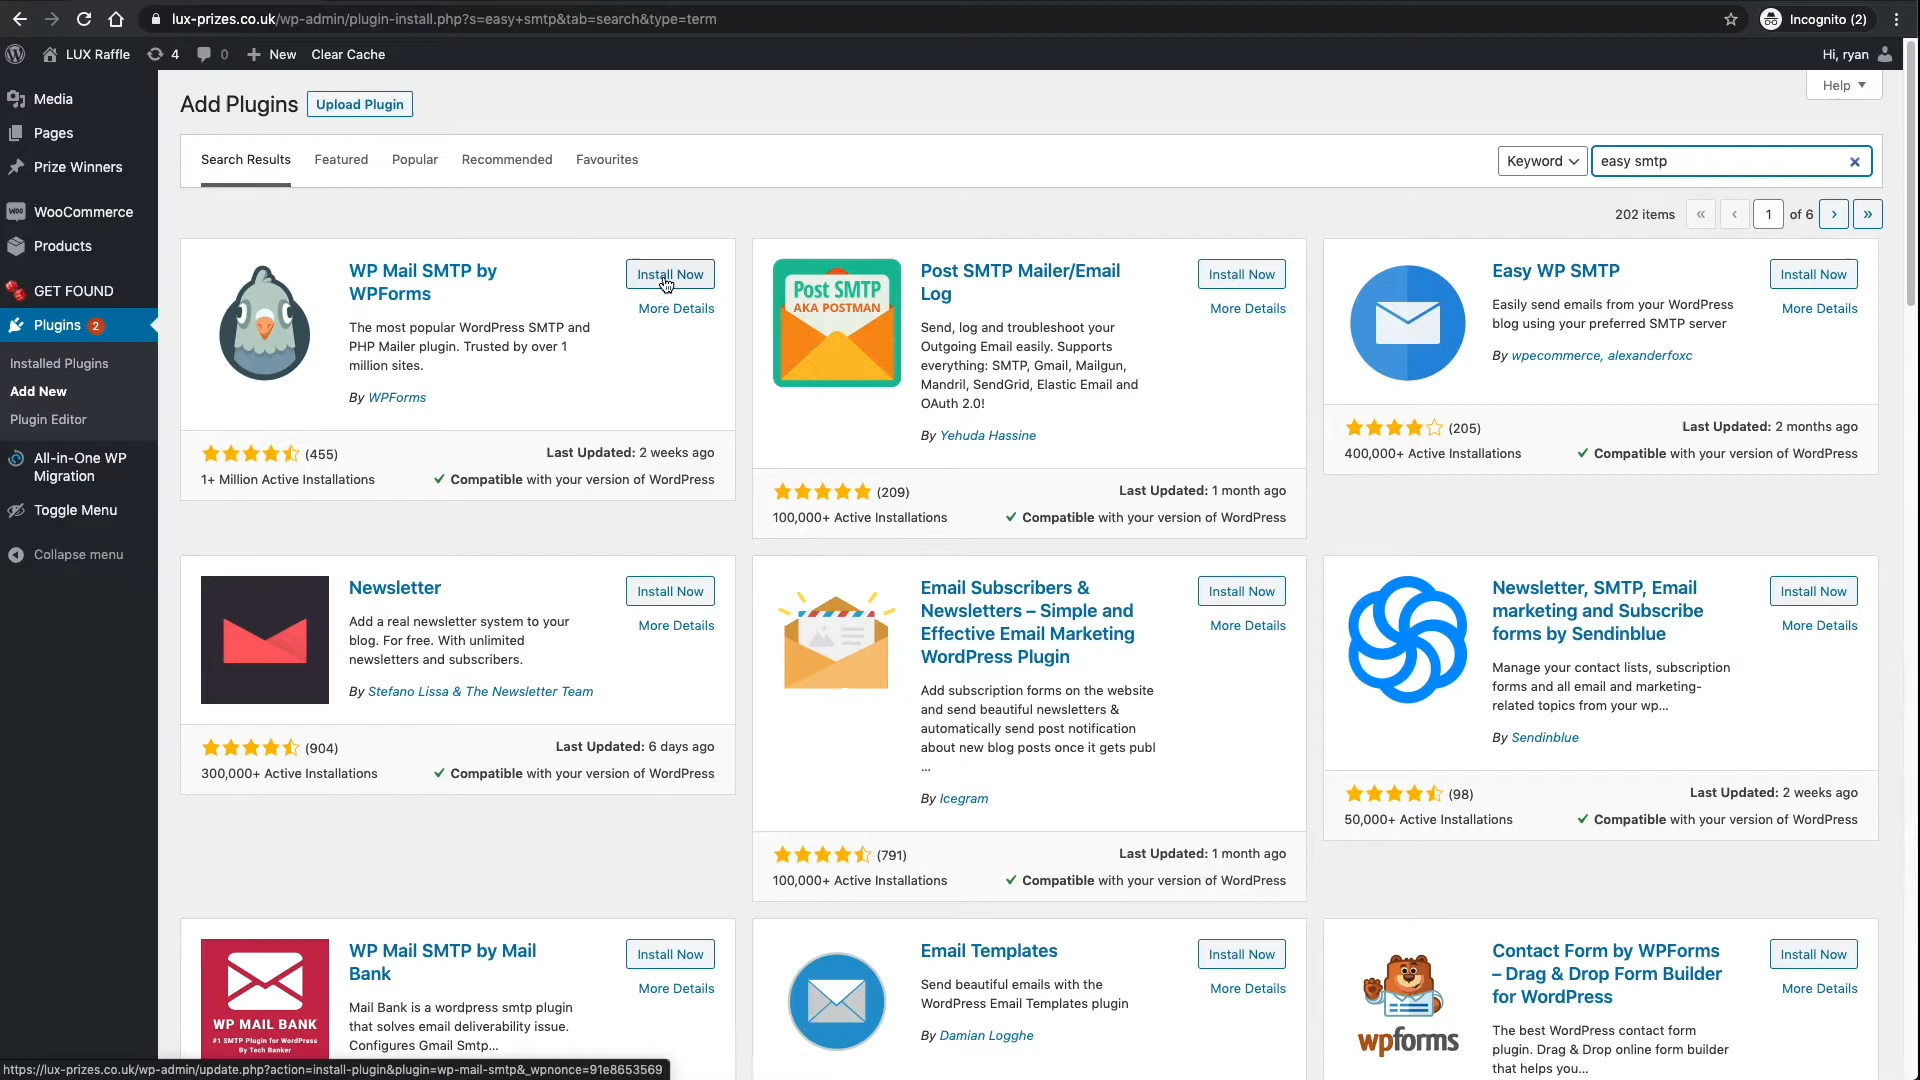 lux-prizes.co.uk/wp-admin/plugin-install.php?s=easy+smtp&tab=search&type=term
Incognito (2)
LUX Raffle
4
0
New
Clear Cache
Hi, ryan
Media
Pages
Prize Winners
WooCommerce
Products
GET FOUND
Plugins 2
Installed Plugins
Add New
Plugin Editor
All-in-One WP
Migration
Toggle Menu
Collapse menu
Add Plugins
Upload Plugin
Help
Search Results
Featured
Popular
Recommended
Favourites
Keyword
easy smtp
202 items
«
‹
1
of 6
›
»
WP Mail SMTP by
WPForms
Install Now
More Details
The most popular WordPress SMTP and
PHP Mailer plugin. Trusted by over 1
million sites.
By WPForms
(455)
Last Updated: 2 weeks ago
1+ Million Active Installations
Compatible with your version of WordPress
Post SMTP
AKA POSTMAN
Post SMTP Mailer/Email
Log
Install Now
More Details
Send, log and troubleshoot your
Outgoing Email easily. Supports
everything: SMTP, Gmail, Mailgun,
Mandril, SendGrid, Elastic Email and
OAuth 2.0!
By Yehuda Hassine
(209)
Last Updated: 1 month ago
100,000+ Active Installations
Compatible with your version of WordPress
Easy WP SMTP
Install Now
More Details
Easily send emails from your WordPress
blog using your preferred SMTP server
By wpecommerce, alexanderfoxc
(205)
Last Updated: 2 months ago
400,000+ Active Installations
Compatible with your version of WordPress
Newsletter
Install Now
More Details
Add a real newsletter system to your
blog. For free. With unlimited
newsletters and subscribers.
By Stefano Lissa & The Newsletter Team
(904)
Last Updated: 6 days ago
300,000+ Active Installations
Compatible with your version of WordPress
Email Subscribers &
Newsletters – Simple and
Effective Email Marketing
WordPress Plugin
Install Now
More Details
Add subscription forms on the website
and send beautiful newsletters &
automatically send post notification
about new blog posts once it gets publ
...
By Icegram
(791)
Last Updated: 1 month ago
100,000+ Active Installations
Compatible with your version of WordPress
Newsletter, SMTP, Email
marketing and Subscribe
forms by Sendinblue
Install Now
More Details
Manage your contact lists, subscription
forms and all email and marketing-
related topics from your wp...
By Sendinblue
(98)
Last Updated: 2 weeks ago
50,000+ Active Installations
Compatible with your version of WordPress
WP MAIL BANK
#1 SMTP Plugin for WordPress
By Tech Banker
WP Mail SMTP by Mail
Bank
Install Now
More Details
Mail Bank is a wordpress smtp plugin
that solves email deliverability issue.
Configures Gmail Smtp...
Email Templates
Install Now
More Details
Send beautiful emails with the
WordPress Email Templates plugin
By Damian Logghe
wpforms
Contact Form by WPForms
– Drag & Drop Form Builder
for WordPress
Install Now
More Details
The best WordPress contact form
plugin. Drag & Drop online form builder
that helps you...
https://lux-prizes.co.uk/wp-admin/update.php?action=install-plugin&plugin=wp-mail-smtp&_wpnonce=91e8653569